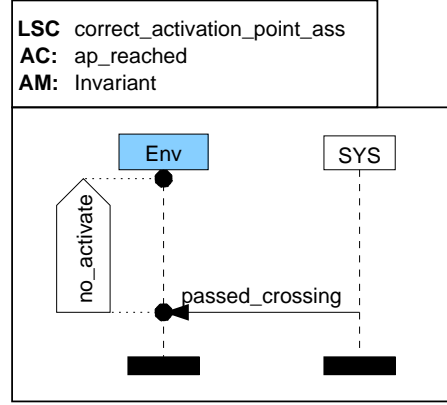 LSC correct_activation_point_ass
AC: ap_reached
AM: Invariant
Env SYS
no_activate
passed_crossing